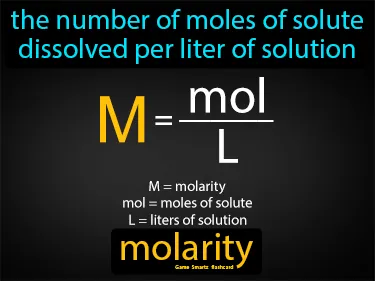 the number of moles of solute
dissolved per liter of solution
M = mol
L
M = molarity
mol = moles of solute
L = liters of solution
molarity
Game Smartz flashcard